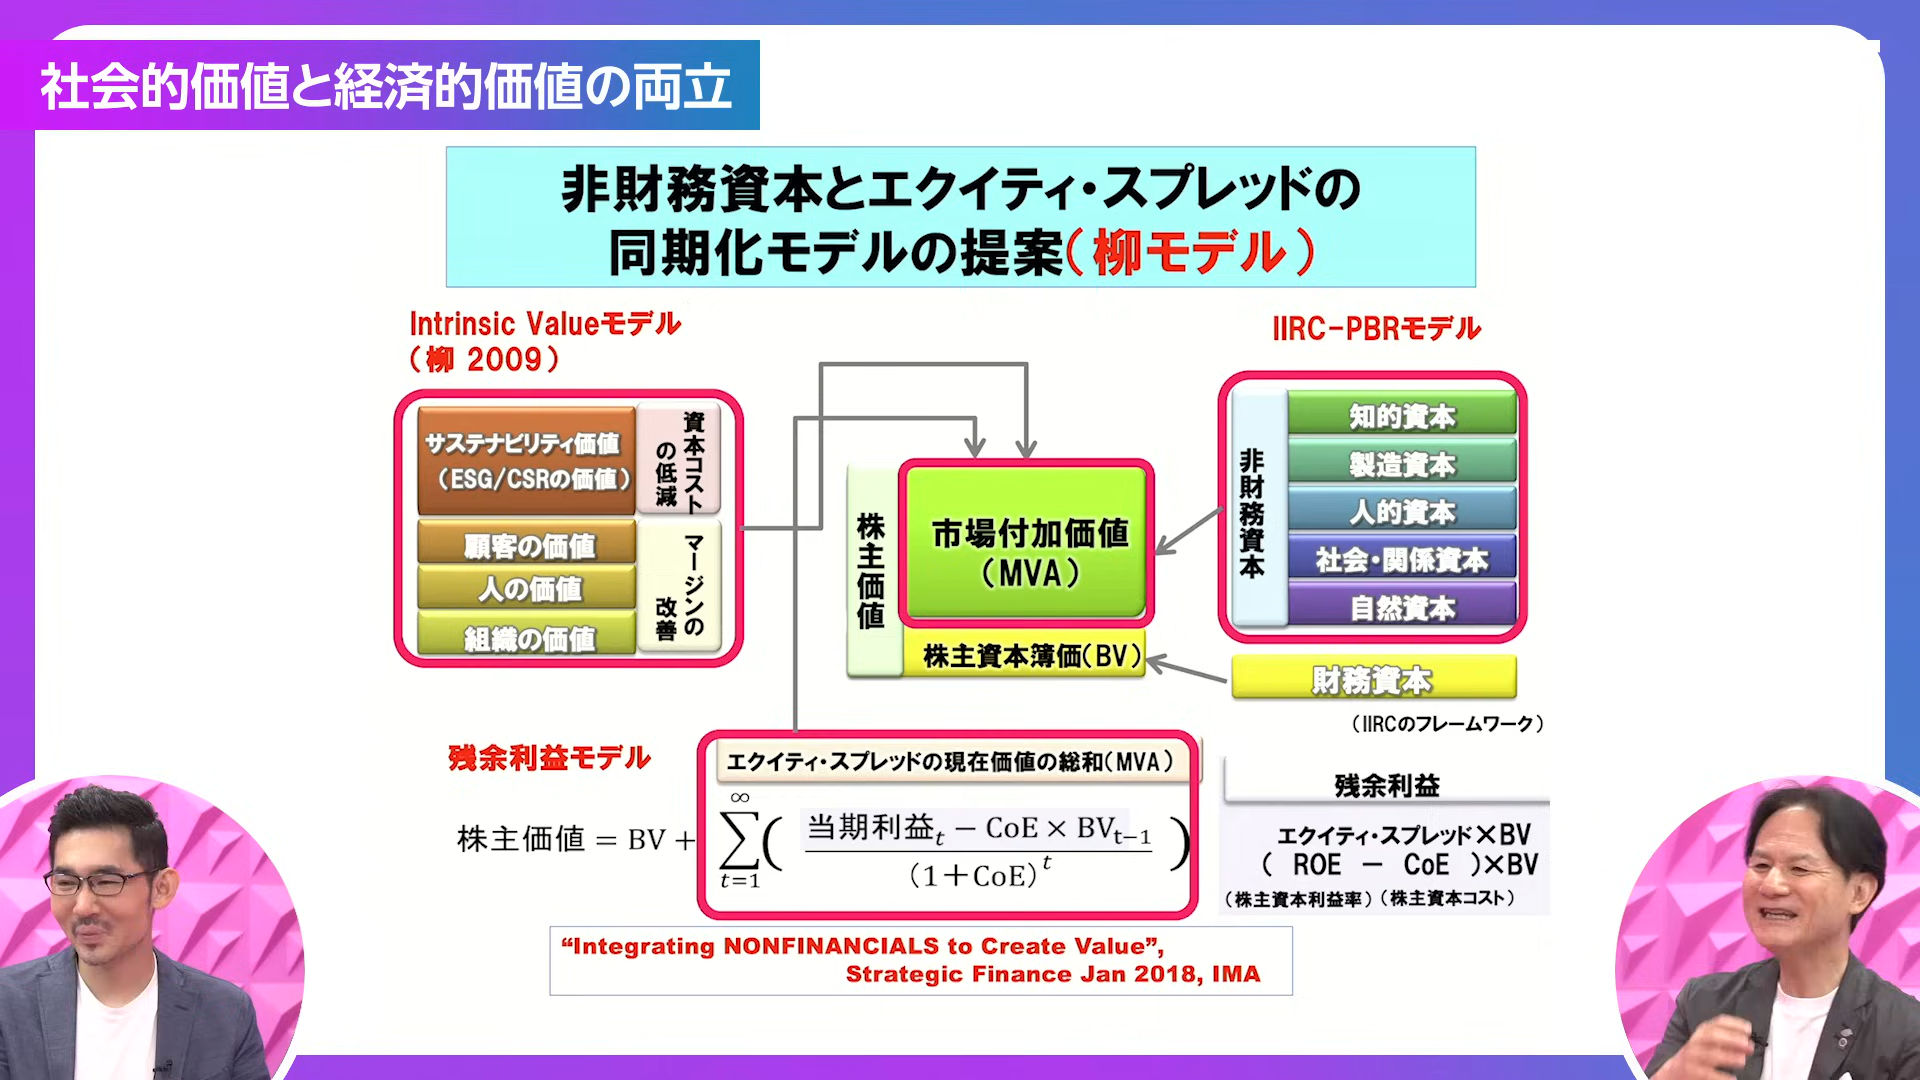 社会的価値と経済的価値の両立
非財務資本とエクイティ・スプレッドの
同期化モデルの提案(柳モデル)
Intrinsic Valueモデル
(柳 2009)
サステナビリティ価値
(ESG/CSRの価値)
資本コスト
の低減
顧客の価値
人の価値
組織の価値
マージンの
改善
株主価値
市場付加価値
(MVA)
株主資本簿価(BV)
IIRC-PBRモデル
非財務資本
知的資本
製造資本
人的資本
社会・関係資本
自然資本
財務資本
(IIRCのフレームワーク)
残余利益モデル
エクイティ・スプレッドの現在価値の総和(MVA)
株主価値 = BV + ∞ ∑ t=1 ( 当期利益t − CoE × BVt−1 / (1+CoE)^t )
残余利益
エクイティ・スプレッド×BV
( ROE − CoE )×BV
(株主資本利益率)(株主資本コスト)
“Integrating NONFINANCIALS to Create Value”,
Strategic Finance Jan 2018, IMA